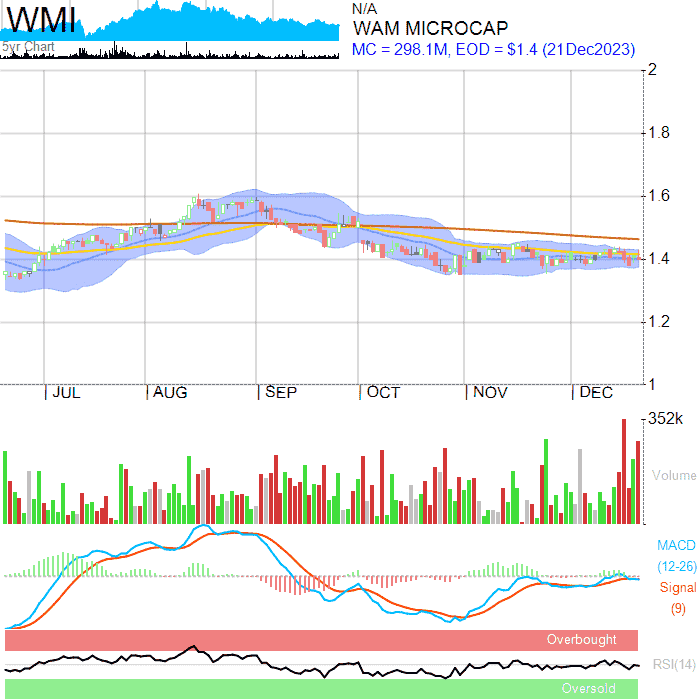 WMI
5yr Chart
N/A
WAM MICROCAP
MC = 298.1M, EOD = $1.4 (21Dec2023)
2
1.8
1.6
1.4
1.2
1
JUL AUG SEP OCT NOV DEC
352k
Volume
MACD
(12-26)
Signal
(9)
Overbought
RSI(14)
Oversold